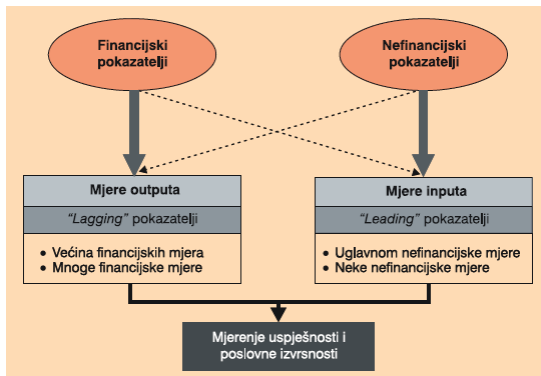 Financijski
pokazatelji
Nefinancijski
pokazatelji
Mjere outputa
“Lagging” pokazatelji
• Većina financijskih mjera
• Mnoge financijske mjere
Mjere inputa
“Leading” pokazatelji
• Uglavnom nefinancijske mjere
• Neke nefinancijske mjere
Mjerenje uspješnosti i
poslovne izvrsnosti